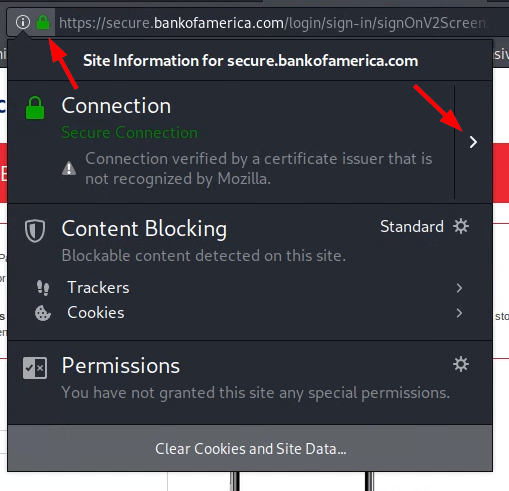 https://secure.bankofamerica.com/login/sign-in/signOnV2Screen.
Site Information for secure.bankofamerica.com
Connection
Secure Connection
Connection verified by a certificate issuer that is
not recognized by Mozilla.
Content Blocking
Standard
Blockable content detected on this site.
Trackers
Cookies
Permissions
You have not granted this site any special permissions.
Clear Cookies and Site Data...